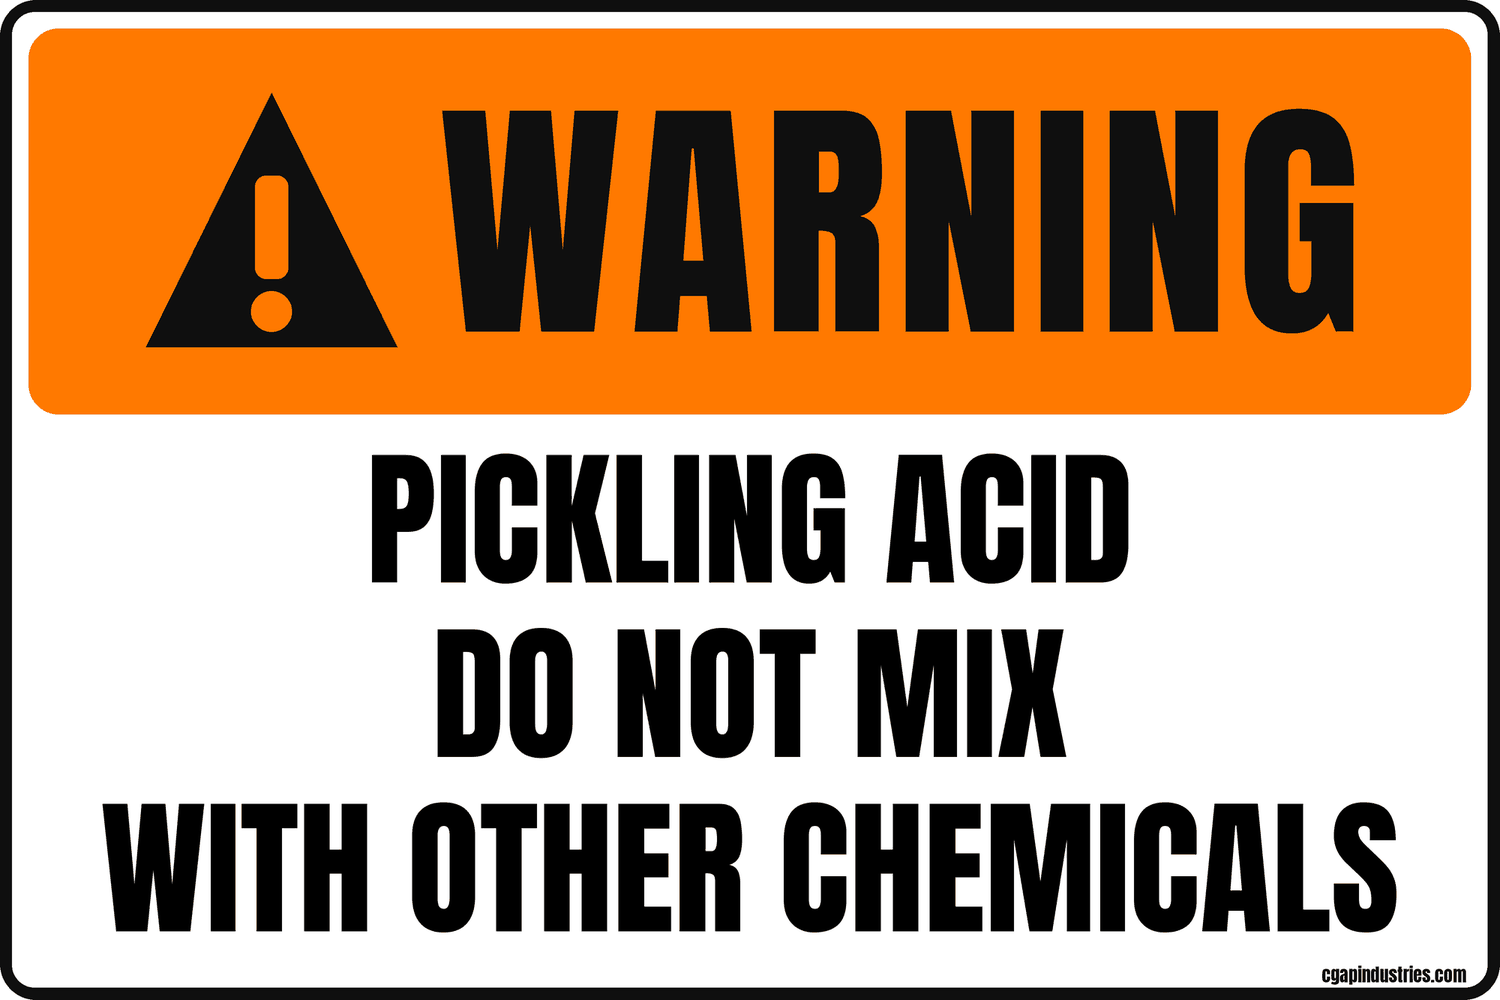 WARNING
PICKLING ACID
DO NOT MIX
WITH OTHER CHEMICALS
cgapindustries.com